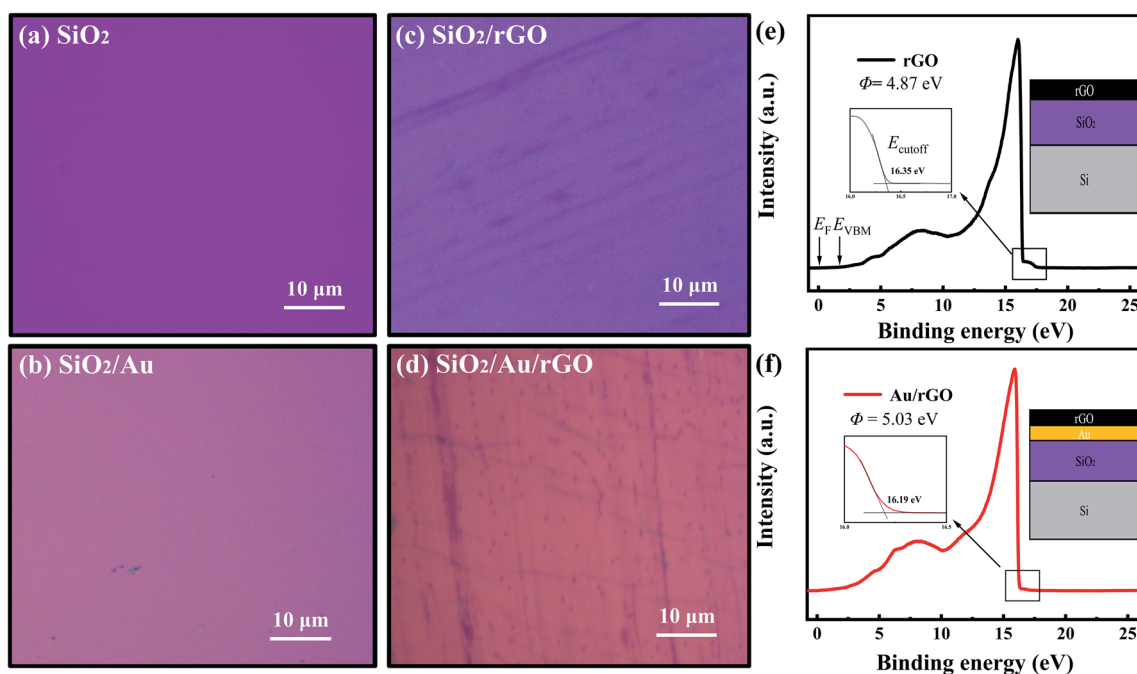 (a) SiO₂
10 µm
(b) SiO₂/Au
10 µm
(c) SiO₂/rGO
10 µm
(d) SiO₂/Au/rGO
10 µm
(e)
Intensity (a.u.)
rGO
Φ= 4.87 eV
E_cutoff
16.35 eV
16.0 16.5 17.0
E_F E_VBM
rGO
SiO₂
Si
0 5 10 15 20 25
Binding energy (eV)
(f)
Intensity (a.u.)
Au/rGO
Φ = 5.03 eV
16.19 eV
16.0 16.5
rGO
Au
SiO₂
Si
0 5 10 15 20 25
Binding energy (eV)